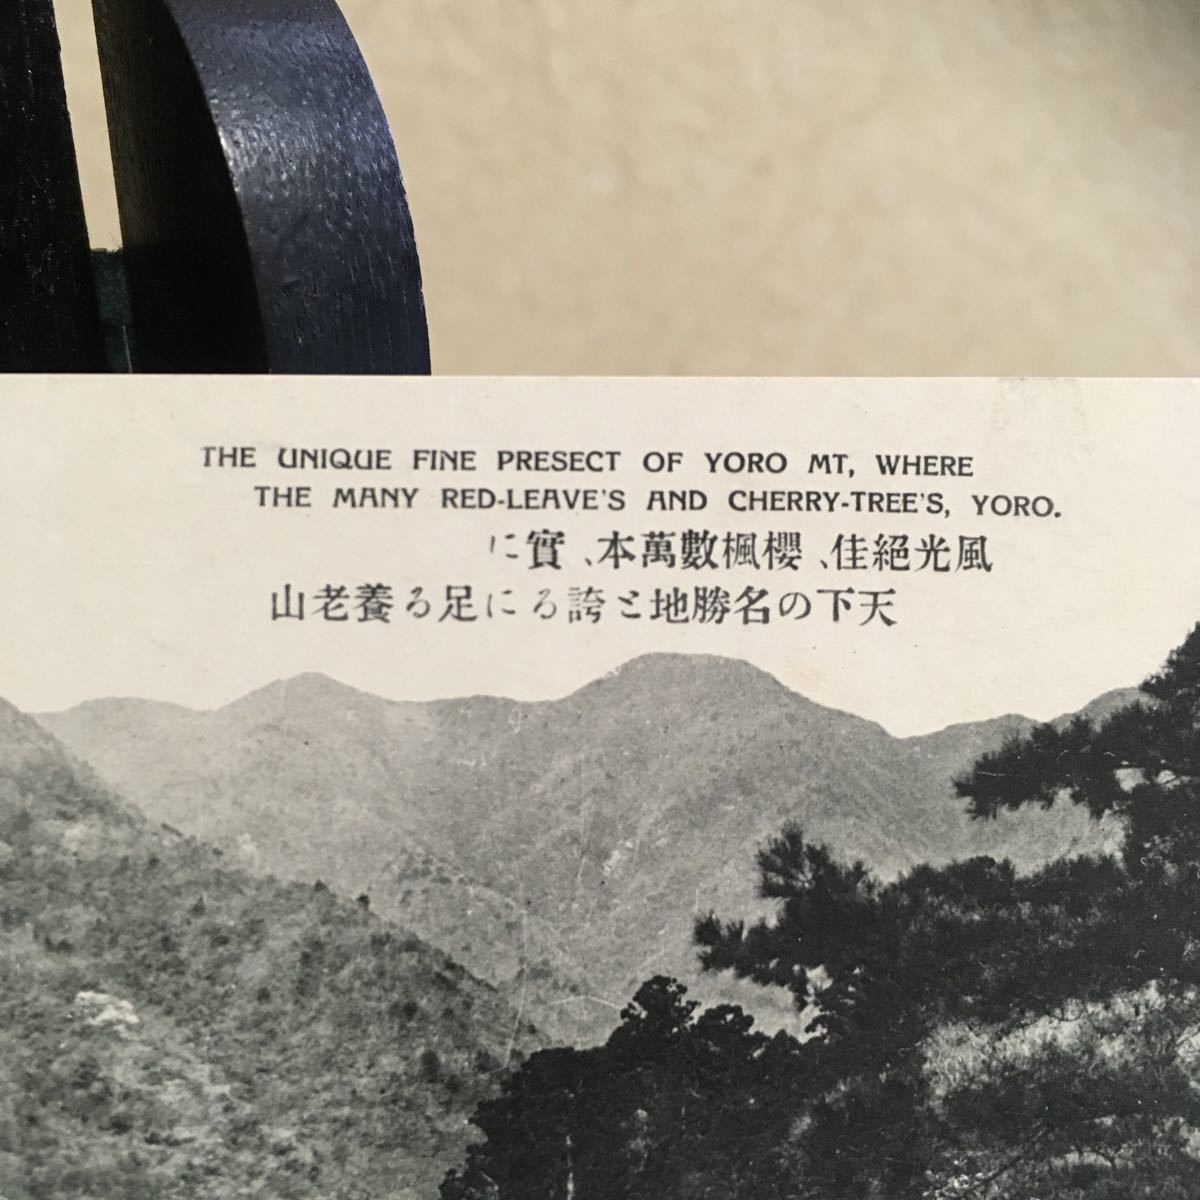 THE UNIQUE FINE PRESECT OF YORO MT, WHERE
THE MANY RED-LEAVE'S AND CHERRY-TREE'S, YORO.
風光絕佳、櫻楓數萬本、實に
天下の名勝地と誇るに足る養老山